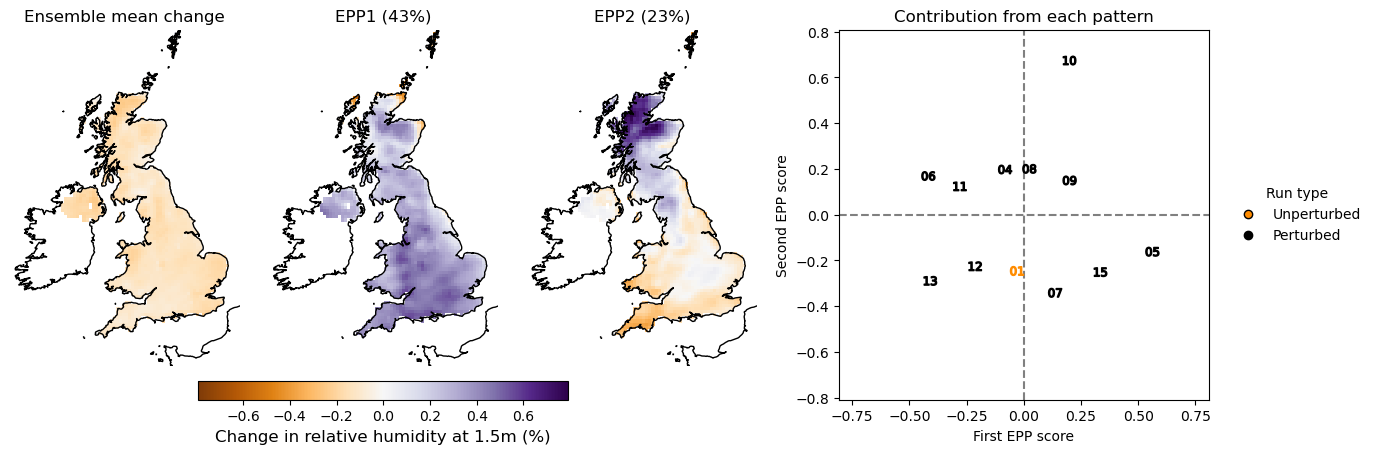 Ensemble mean change
EPP1 (43%)
EPP2 (23%)
Contribution from each pattern
−0.6 −0.4 −0.2 0.0 0.2 0.4 0.6
Change in relative humidity at 1.5m (%)
Second EPP score
0.8
0.6
0.4
0.2
0.0
−0.2
−0.4
−0.6
−0.8
10
06
11
04
08
09
05
12
01
13
07
15
−0.75 −0.50 −0.25 0.00 0.25 0.50 0.75
First EPP score
Run type
Unperturbed
Perturbed